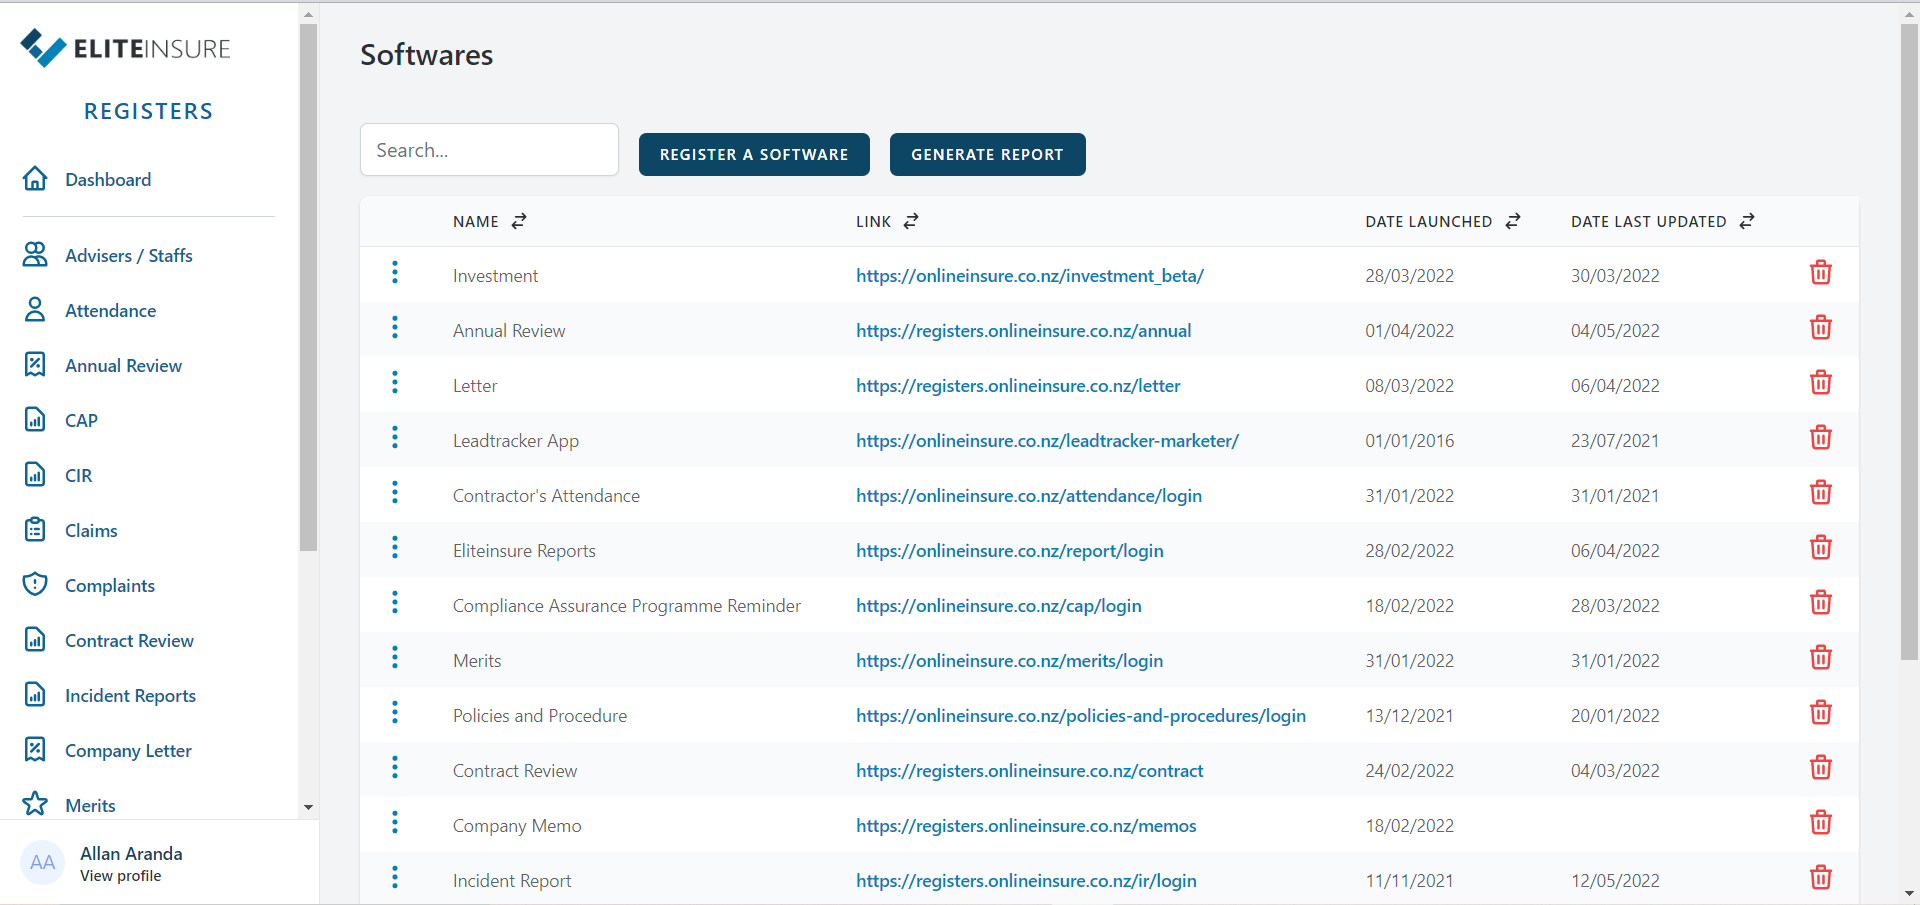 ELITEINSURE
REGISTERS
Dashboard
Advisers / Staffs
Attendance
Annual Review
CAP
CIR
Claims
Complaints
Contract Review
Incident Reports
Company Letter
Merits
AA
Allan Aranda
View profile
Softwares
Search...
REGISTER A SOFTWARE
GENERATE REPORT
NAME LINK DATE LAUNCHED DATE LAST UPDATED
Investment https://onlineinsure.co.nz/investment_beta/ 28/03/2022 30/03/2022
Annual Review https://registers.onlineinsure.co.nz/annual 01/04/2022 04/05/2022
Letter https://registers.onlineinsure.co.nz/letter 08/03/2022 06/04/2022
Leadtracker App https://onlineinsure.co.nz/leadtracker-marketer/ 01/01/2016 23/07/2021
Contractor's Attendance https://onlineinsure.co.nz/attendance/login 31/01/2022 31/01/2021
Eliteinsure Reports https://onlineinsure.co.nz/report/login 28/02/2022 06/04/2022
Compliance Assurance Programme Reminder https://onlineinsure.co.nz/cap/login 18/02/2022 28/03/2022
Merits https://onlineinsure.co.nz/merits/login 31/01/2022 31/01/2022
Policies and Procedure https://onlineinsure.co.nz/policies-and-procedures/login 13/12/2021 20/01/2022
Contract Review https://registers.onlineinsure.co.nz/contract 24/02/2022 04/03/2022
Company Memo https://registers.onlineinsure.co.nz/memos 18/02/2022
Incident Report https://registers.onlineinsure.co.nz/ir/login 11/11/2021 12/05/2022